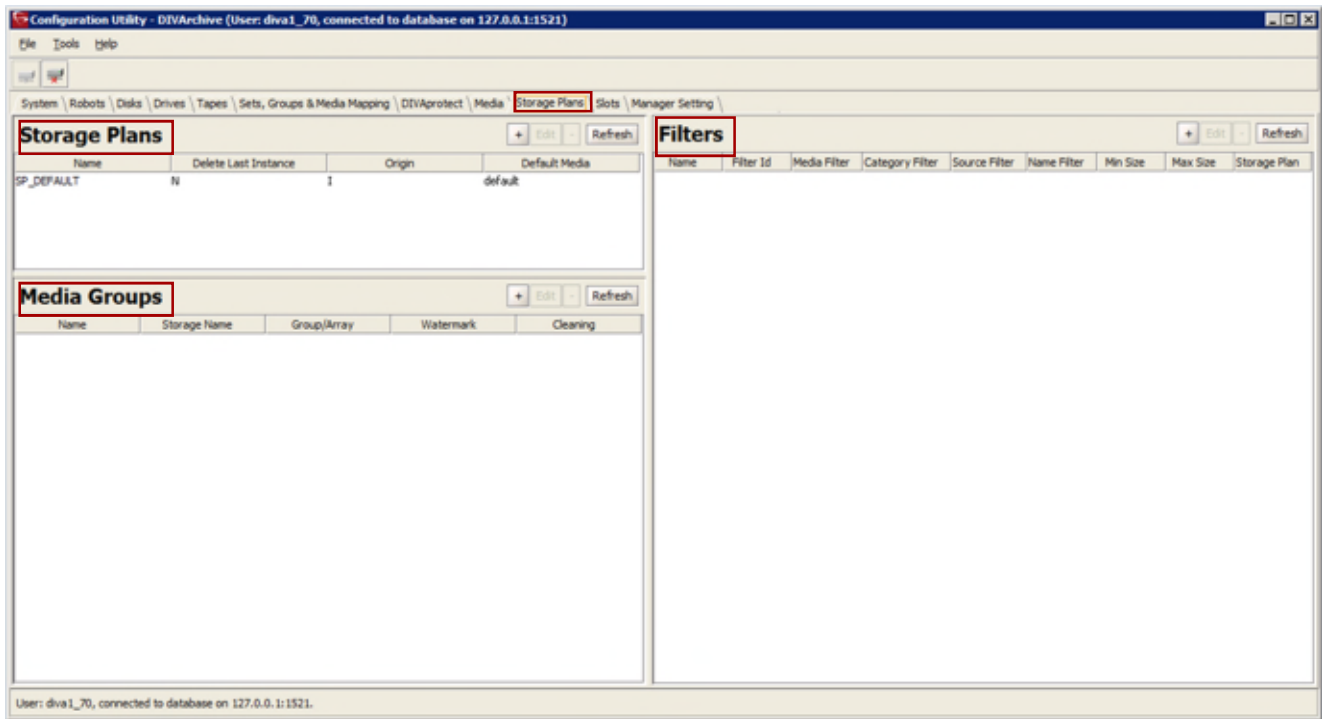 Configuration Utility - DIVArchive (User: diva1_70, connected to database on 127.0.0.1:1521)
File Tools Help
System Robots Disks Drives Tapes Sets, Groups & Media Mapping DIVAprotect Media Storage Plans Slots Manager Setting
Storage Plans + Edit - Refresh
Name Delete Last Instance Origin Default Media
SP_DEFAULT N I default
Media Groups + Edit - Refresh
Name Storage Name Group/Array Watermark Cleaning
Filters + Edit - Refresh
Name Filter Id Media Filter Category Filter Source Filter Name Filter Min Size Max Size Storage Plan
User: diva1_70, connected to database on 127.0.0.1:1521.